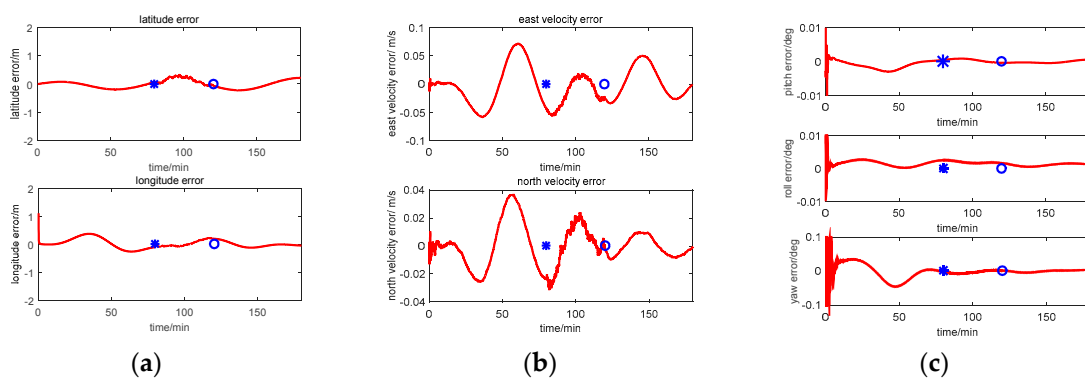 latitude error
2
1
0
-1
-2
latitude error/m
0 50 100 150
time/min
longitude error
2
1
0
-1
-2
longitude error/m
0 50 100 150
time/min
(a)
east velocity error
0.1
0.05
0
-0.05
-0.1
east velocity error/ m/s
0 50 100 150
time/min
north velocity error
0.04
0.02
0
-0.02
-0.04
north velocity error/ m/s
0 50 100 150
time/min
(b)
0.01
0
-0.01
pitch error/deg
0 50 100 150
time/min
0.01
0
-0.01
roll error/deg
0 50 100 150
time/min
0.1
0
-0.1
yaw error/deg
0 50 100 150
time/min
(c)